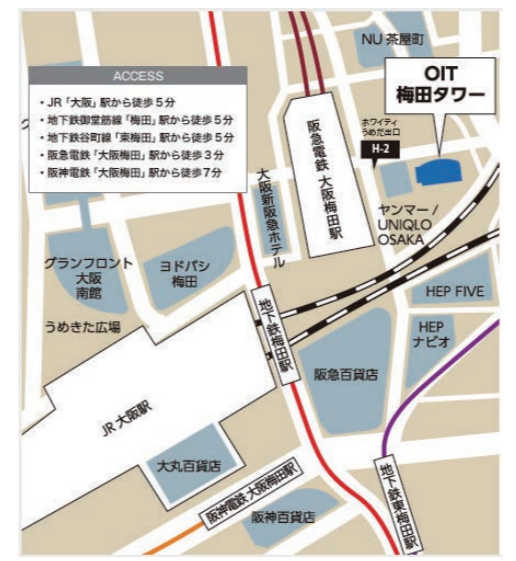 NU 茶屋町
ACCESS
・JR「大阪」駅から徒歩5分
・地下鉄御堂筋線「梅田」駅から徒歩5分
・地下鉄谷町線「東梅田」駅から徒歩5分
・阪急電鉄「大阪梅田」駅から徒歩3分
・阪神電鉄「大阪梅田」駅から徒歩7分
OIT
梅田タワー
ホワイティ
うめだ出口
H-2
阪急電鉄 大阪梅田駅
大阪新阪急ホテル
ヤンマー /
UNIQLO
OSAKA
グランフロント
大阪
南館
ヨドバシ
梅田
HEP FIVE
うめきた広場
地下鉄梅田駅
HEP
ナビオ
阪急百貨店
JR 大阪駅
大丸百貨店
阪神電鉄 大阪梅田駅
地下鉄東梅田駅
阪神百貨店